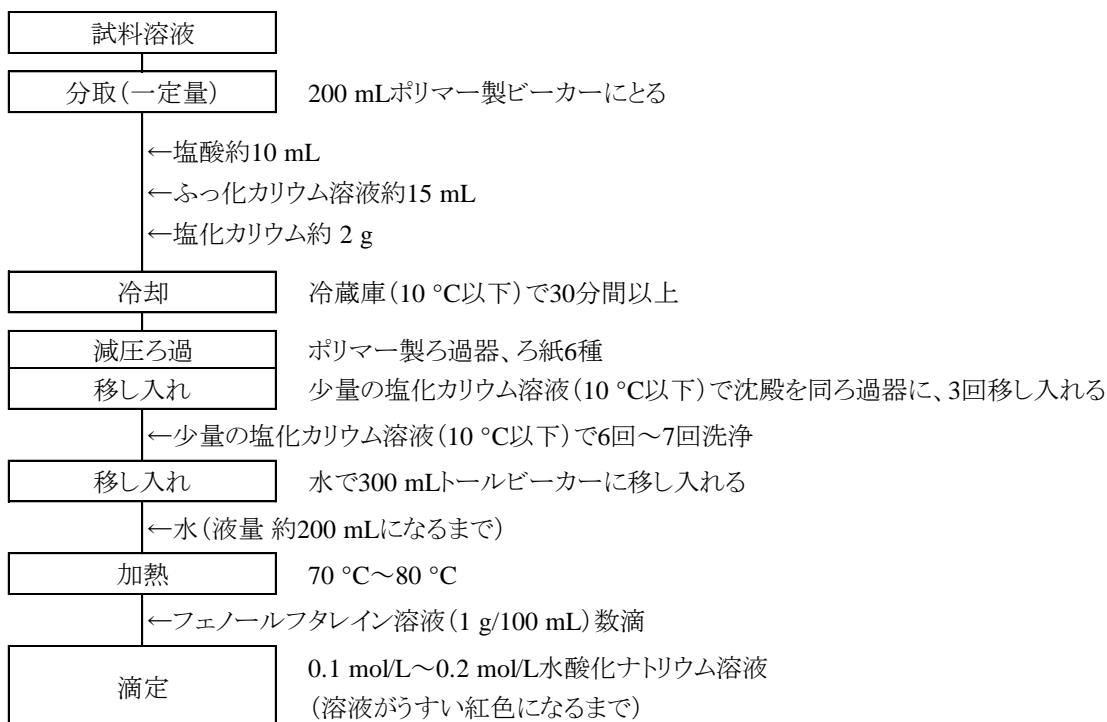 試料溶液
分取(一定量) 200 mLポリマー製ビーカーにとる
←塩酸約10 mL
←ふっ化カリウム溶液約15 mL
←塩化カリウム約 2 g
冷却 冷蔵庫(10 °C以下)で30分間以上
減圧ろ過 ポリマー製ろ過器、ろ紙6種
移し入れ 少量の塩化カリウム溶液(10 °C以下)で沈殿を同ろ過器に、3回移し入れる
←少量の塩化カリウム溶液(10 °C以下)で6回~7回洗浄
移し入れ 水で300 mLトールビーカーに移し入れる
←水(液量 約200 mLになるまで)
加熱 70 °C~80 °C
←フェノールフタレイン溶液(1 g/100 mL)数滴
滴定 0.1 mol/L~0.2 mol/L水酸化ナトリウム溶液
(溶液がうすい紅色になるまで)